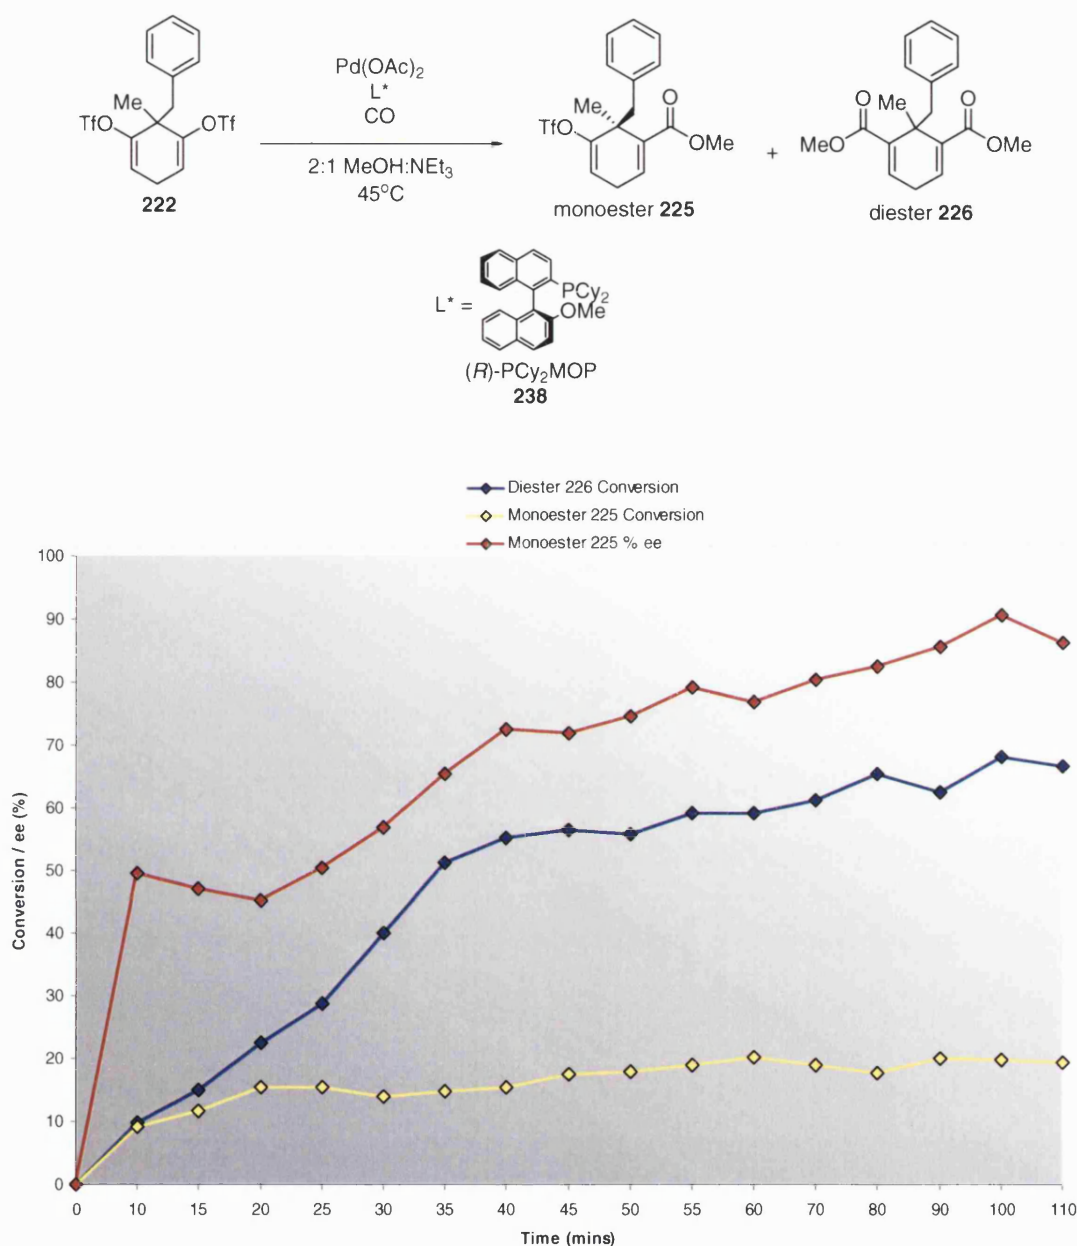 Me
TfO
OTf
222
Pd(OAc)2
L*
CO
2:1 MeOH:NEt3
45°C
Me
TfO
O
OMe
monoester 225
+
O
MeO
Me
O
OMe
diester 226
L* =
PCy2
OMe
(R)-PCy2MOP
238
Diester 226 Conversion
Monoester 225 Conversion
Monoester 225 % ee
Conversion / ee (%)
100
90
80
70
60
50
40
30
20
10
0
0 10 15 20 25 30 35 40 45 50 55 60 70 80 90 100 110
Time (mins)